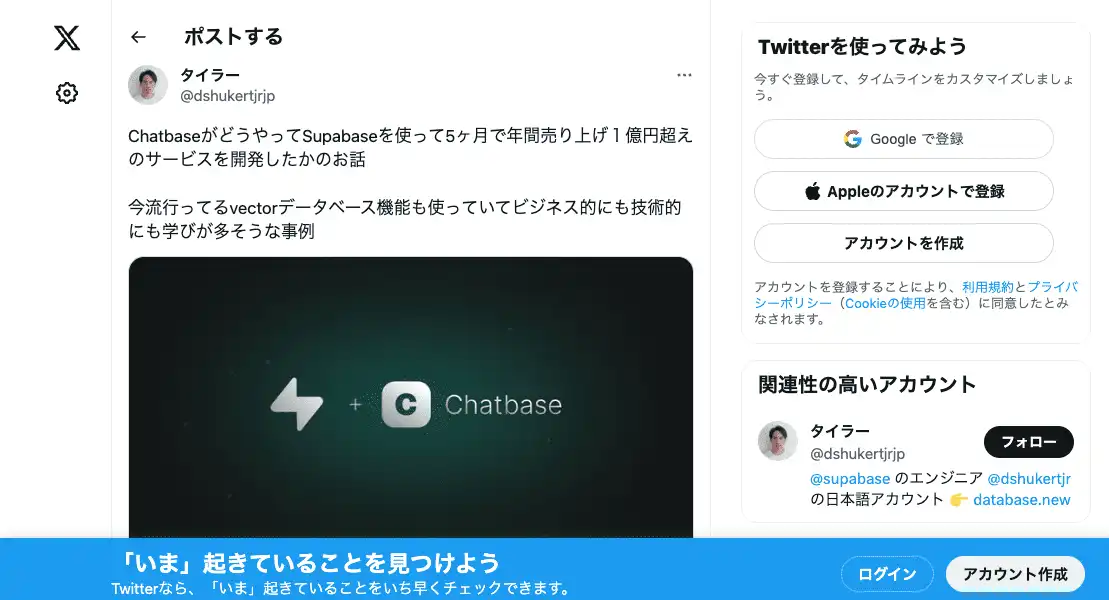 ポストする
タイラー
@dshukertjrjp
ChatbaseがどうやってSupabaseを使って5ヶ月で年間売り上げ1億円超え
のサービスを開発したかのお話
今流行ってるvectorデータベース機能も使っていてビジネス的にも技術的
にも学びが多そうな事例
+ C Chatbase
Twitterを使ってみよう
今すぐ登録して、タイムラインをカスタマイズしましょ
う。
Google で登録
Appleのアカウントで登録
アカウントを作成
アカウントを登録することにより、利用規約とプライバ
シーポリシー（Cookieの使用を含む）に同意したとみ
なされます。
関連性の高いアカウント
タイラー
@dshukertjrjp
フォロー
@supabase のエンジニア @dshukertjr
の日本語アカウント 👉 database.new
「いま」起きていることを見つけよう
Twitterなら、「いま」起きていることをいち早くチェックできます。
ログイン
アカウント作成